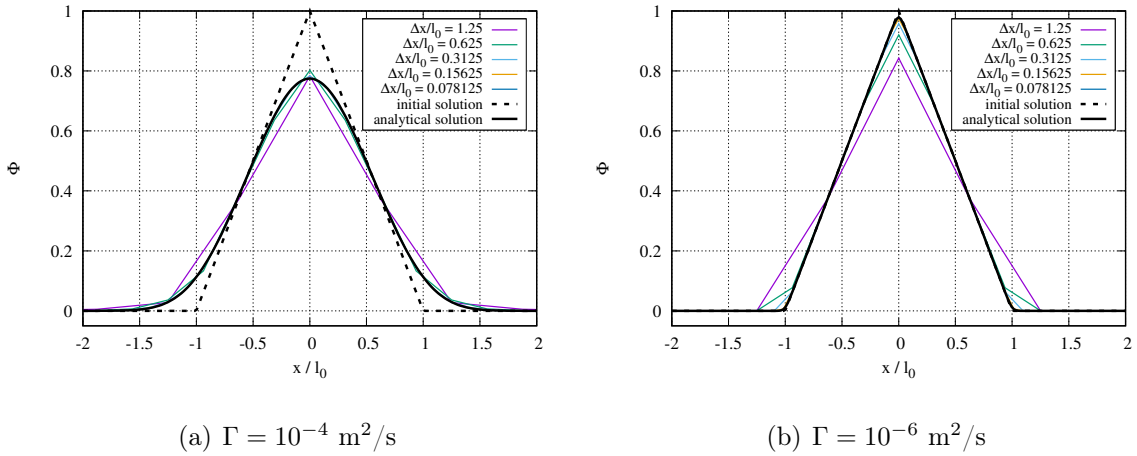 Φ
1
0.8
0.6
0.4
0.2
0
-2 -1.5 -1 -0.5 0 0.5 1 1.5 2
x / l₀
Δx/l₀ = 1.25
Δx/l₀ = 0.625
Δx/l₀ = 0.3125
Δx/l₀ = 0.15625
Δx/l₀ = 0.078125
initial solution
analytical solution
(a) Γ = 10⁻⁴ m²/s
Φ
1
0.8
0.6
0.4
0.2
0
-2 -1.5 -1 -0.5 0 0.5 1 1.5 2
x / l₀
Δx/l₀ = 1.25
Δx/l₀ = 0.625
Δx/l₀ = 0.3125
Δx/l₀ = 0.15625
Δx/l₀ = 0.078125
initial solution
analytical solution
(b) Γ = 10⁻⁶ m²/s